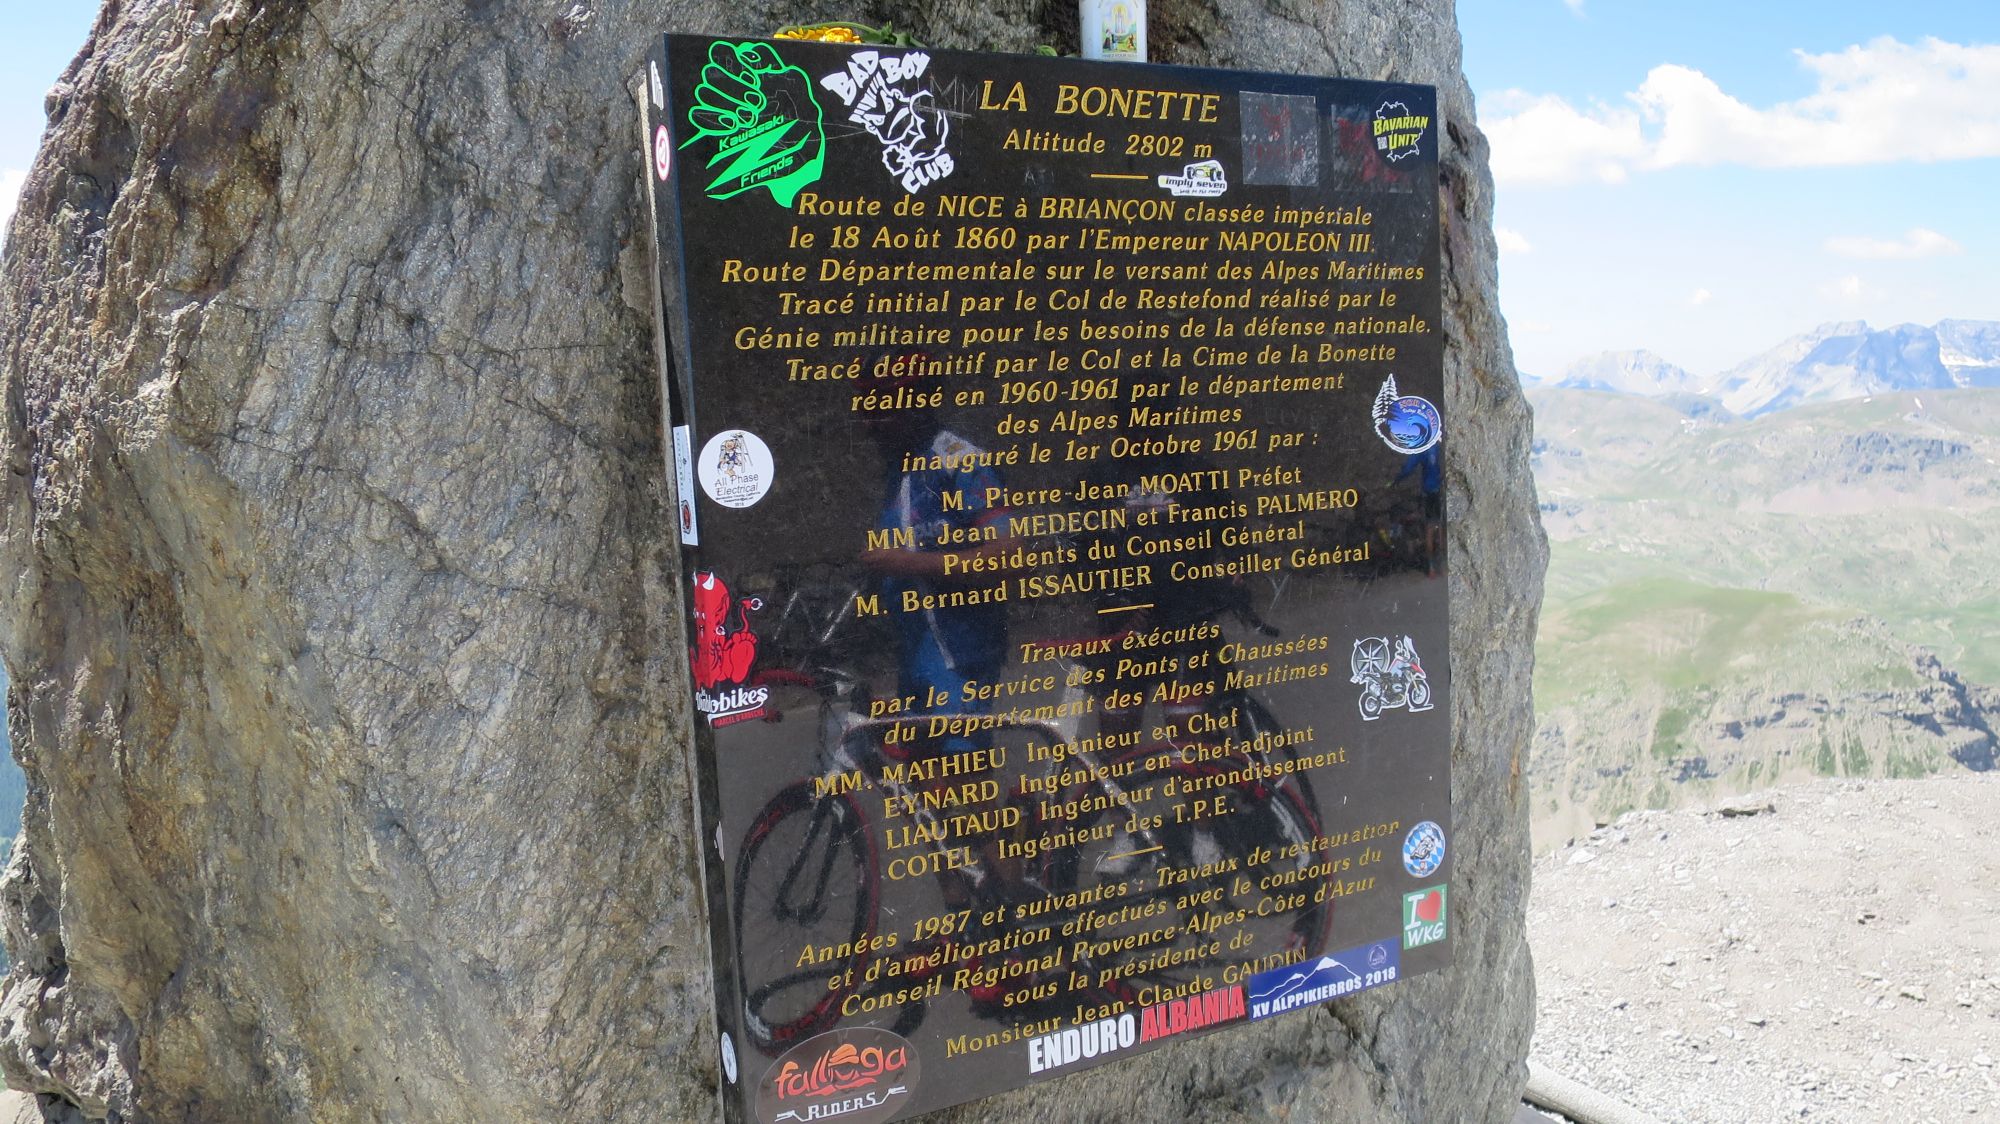 LA BONETTE
Altitude 2802 m
Route de NICE à BRIANÇON classée impériale
le 18 Août 1860 par l'Empereur NAPOLEON III.
Route Départementale sur le versant des Alpes Maritimes
Tracé initial par le Col de Restefond réalisé par le
Génie militaire pour les besoins de la défense nationale.
Tracé définitif par le Col et la Cime de la Bonette
réalisé en 1960-1961 par le département
des Alpes Maritimes
inauguré le 1er Octobre 1961 par :
M. Pierre-Jean MOATTI Préfet
MM. Jean MEDECIN et Francis PALMERO
Présidents du Conseil Général
M. Bernard ISSAUTIER Conseiller Général
Travaux éxécutés
par le Service des Ponts et Chaussées
du Département des Alpes Maritimes
MM. MATHIEU Ingénieur en Chef
EYNARD Ingénieur en Chef-adjoint
LIAUTAUD Ingénieur d'arrondissement
COTEL Ingénieur des T.P.E.
Années 1987 et suivantes : Travaux de restauration
et d'amélioration effectués avec le concours du
Conseil Régional Provence-Alpes-Côte d'Azur
sous la présidence de
Monsieur Jean-Claude GAUDIN
Kawasaki
Z
Friends
BAD
BOY
CLUB
imply seven
BAVARIAN
UNIT
All Phase
Electrical
bikes
I
WKG
XV ALPPIKIERROS 2018
ENDURO ALBANIA
falluga
RIDERS